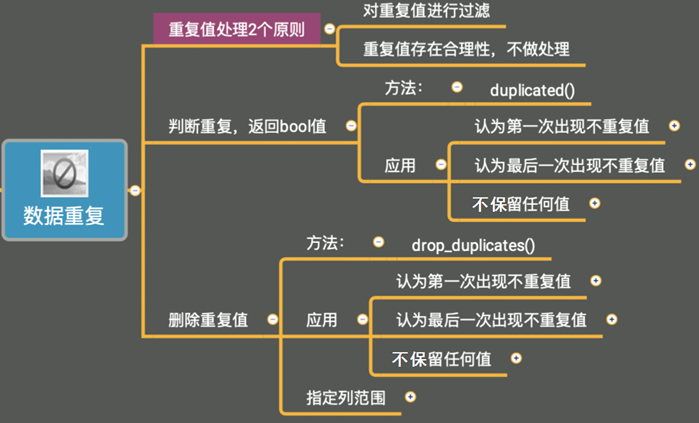 数据重复
重复值处理2个原则
对重复值进行过滤
重复值存在合理性，不做处理
判断重复，返回bool值
方法：
duplicated()
应用
认为第一次出现不重复值
认为最后一次出现不重复值
不保留任何值
删除重复值
方法：
drop_duplicates()
应用
认为第一次出现不重复值
认为最后一次出现不重复值
不保留任何值
指定列范围